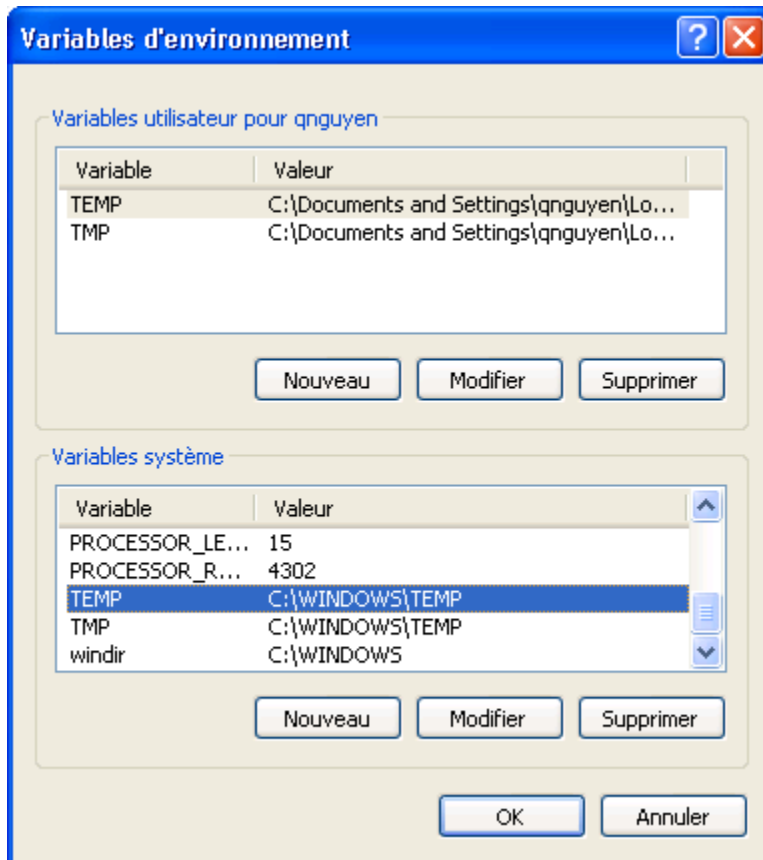 Variables d'environnement
Variables utilisateur pour qnguyen
Variable Valeur
TEMP C:\Documents and Settings\qnguyen\Lo...
TMP C:\Documents and Settings\qnguyen\Lo...
Nouveau Modifier Supprimer
Variables système
Variable Valeur
PROCESSOR_LE... 15
PROCESSOR_R... 4302
TEMP C:\WINDOWS\TEMP
TMP C:\WINDOWS\TEMP
windir C:\WINDOWS
Nouveau Modifier Supprimer
OK Annuler